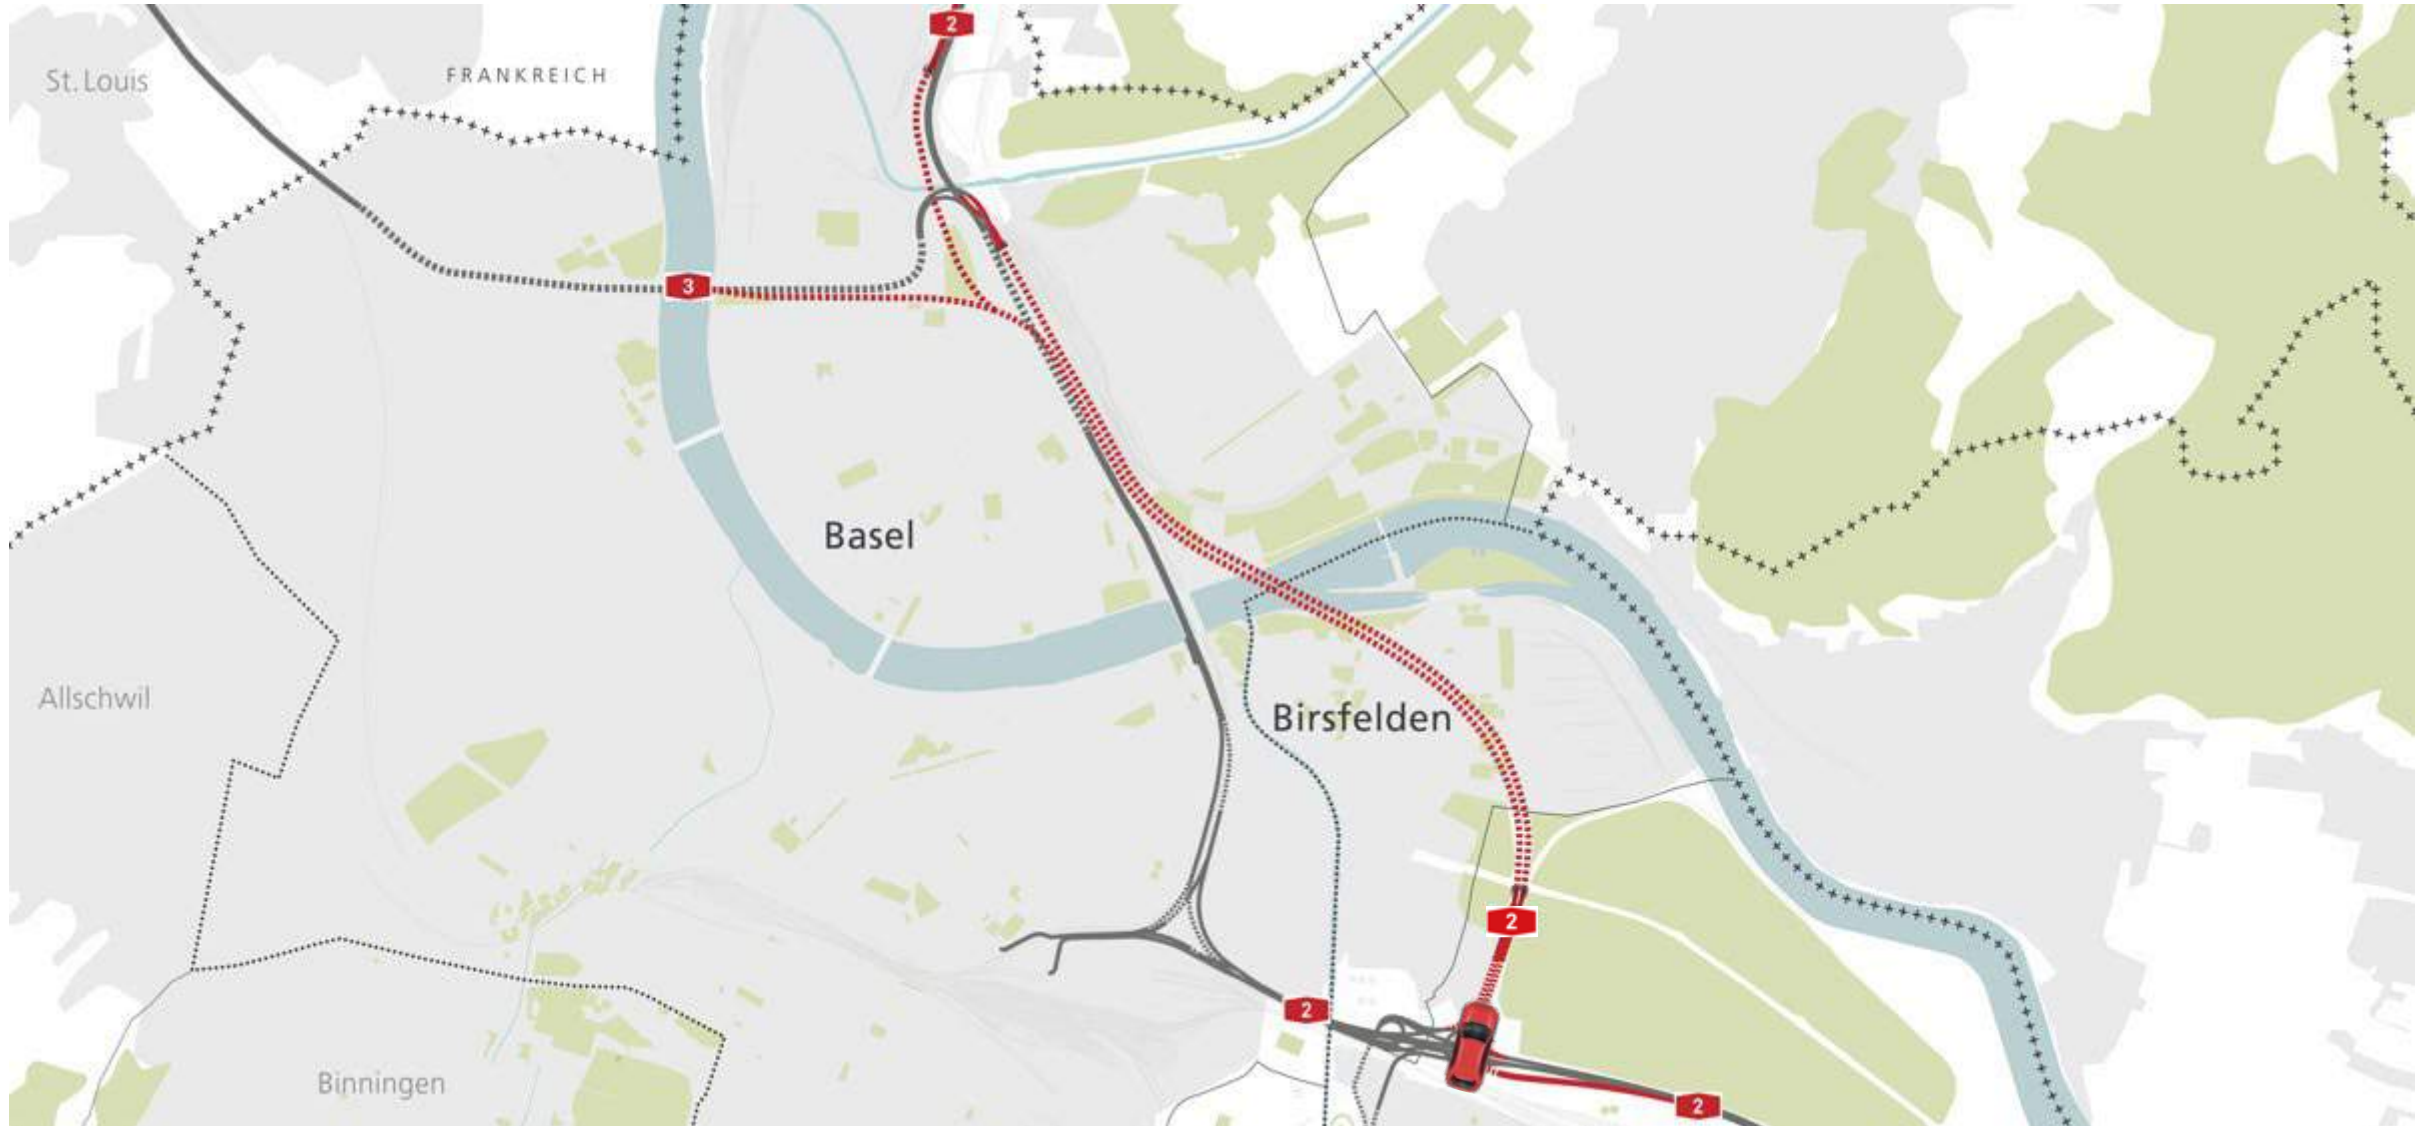 2
St. Louis
FRANKREICH
3
Basel
Allschwil
Birsfelden
2
2
Binningen
2